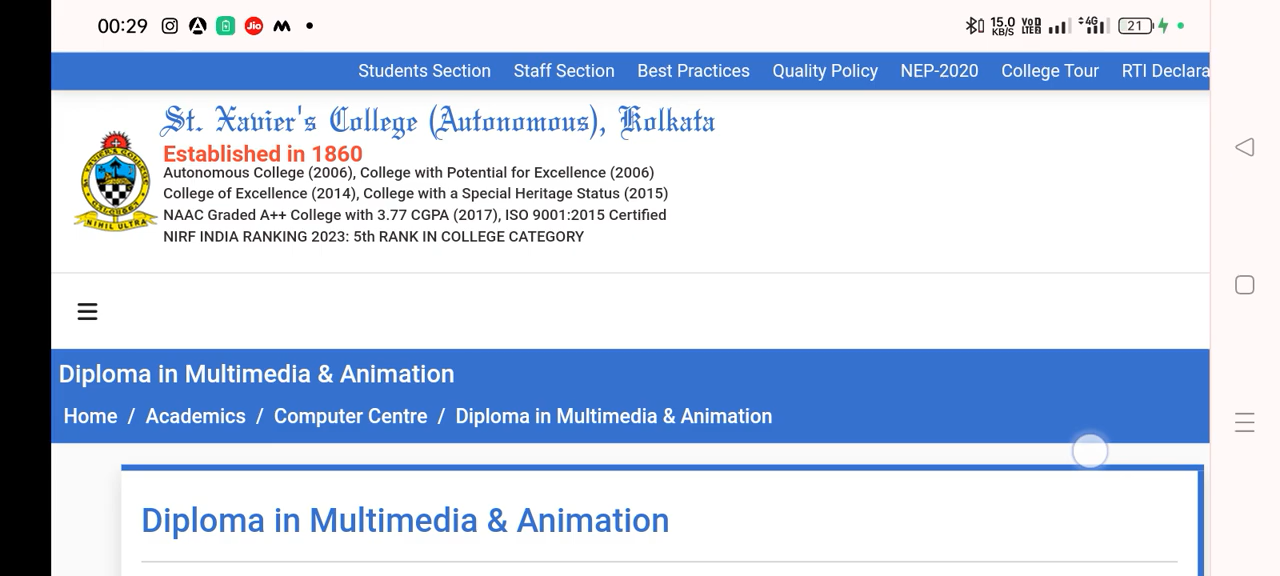 00:29 Jio 15.0 KB/S VoD LTE2 4G 21
Students Section Staff Section Best Practices Quality Policy NEP-2020 College Tour RTI Declara
St. Xavier's College (Autonomous), Kolkata
Established in 1860
Autonomous College (2006), College with Potential for Excellence (2006)
College of Excellence (2014), College with a Special Heritage Status (2015)
NAAC Graded A++ College with 3.77 CGPA (2017), ISO 9001:2015 Certified
NIRF INDIA RANKING 2023: 5th RANK IN COLLEGE CATEGORY
NIHIL ULTRA
Diploma in Multimedia & Animation
Home / Academics / Computer Centre / Diploma in Multimedia & Animation
Diploma in Multimedia & Animation